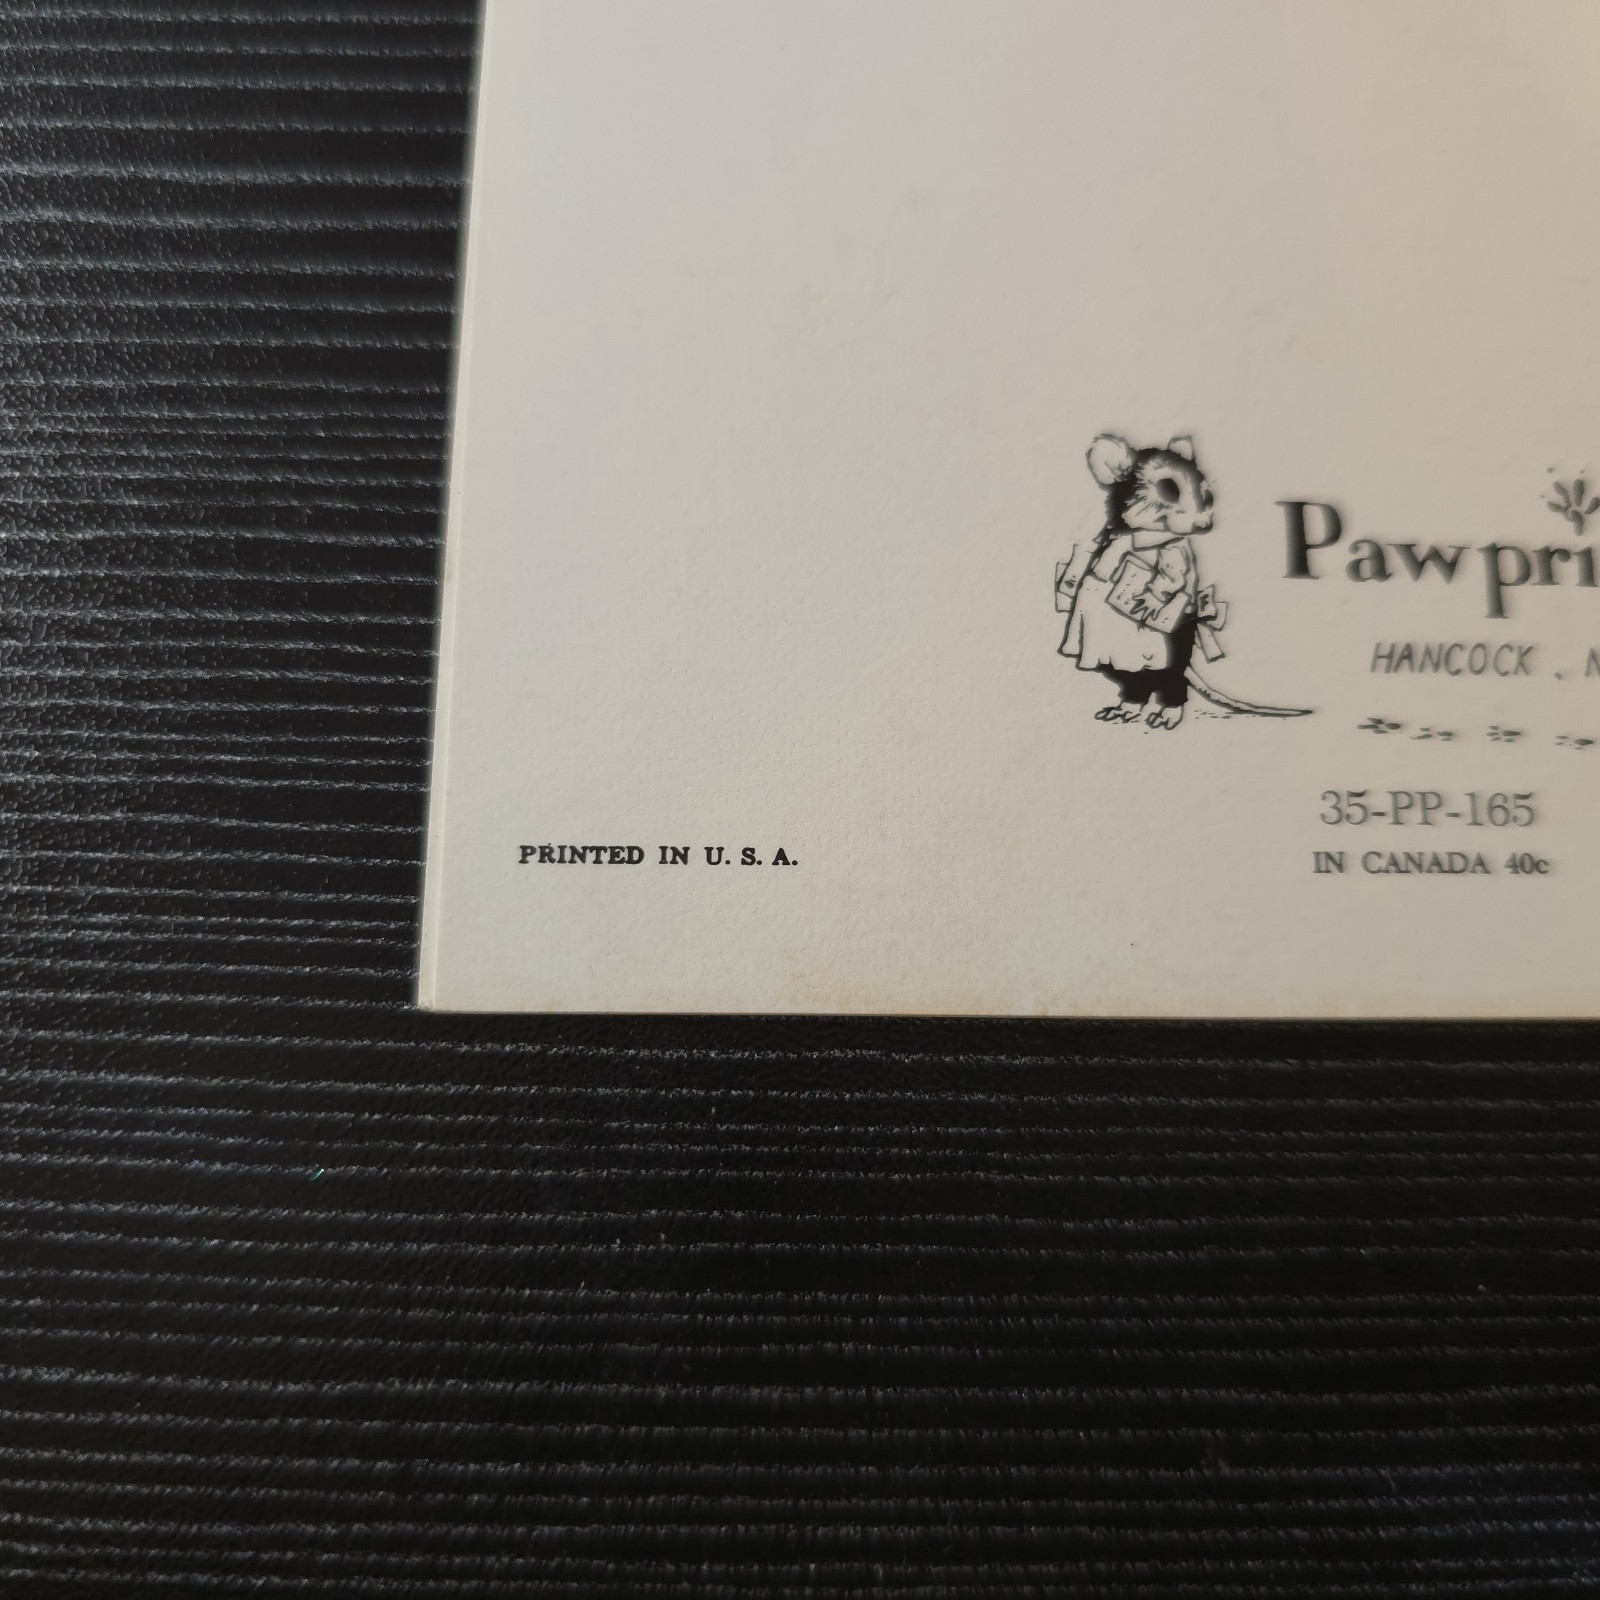 Pawpri
HANCOCK , N
35-PP-165
IN CANADA 40c
PRINTED IN U. S. A.